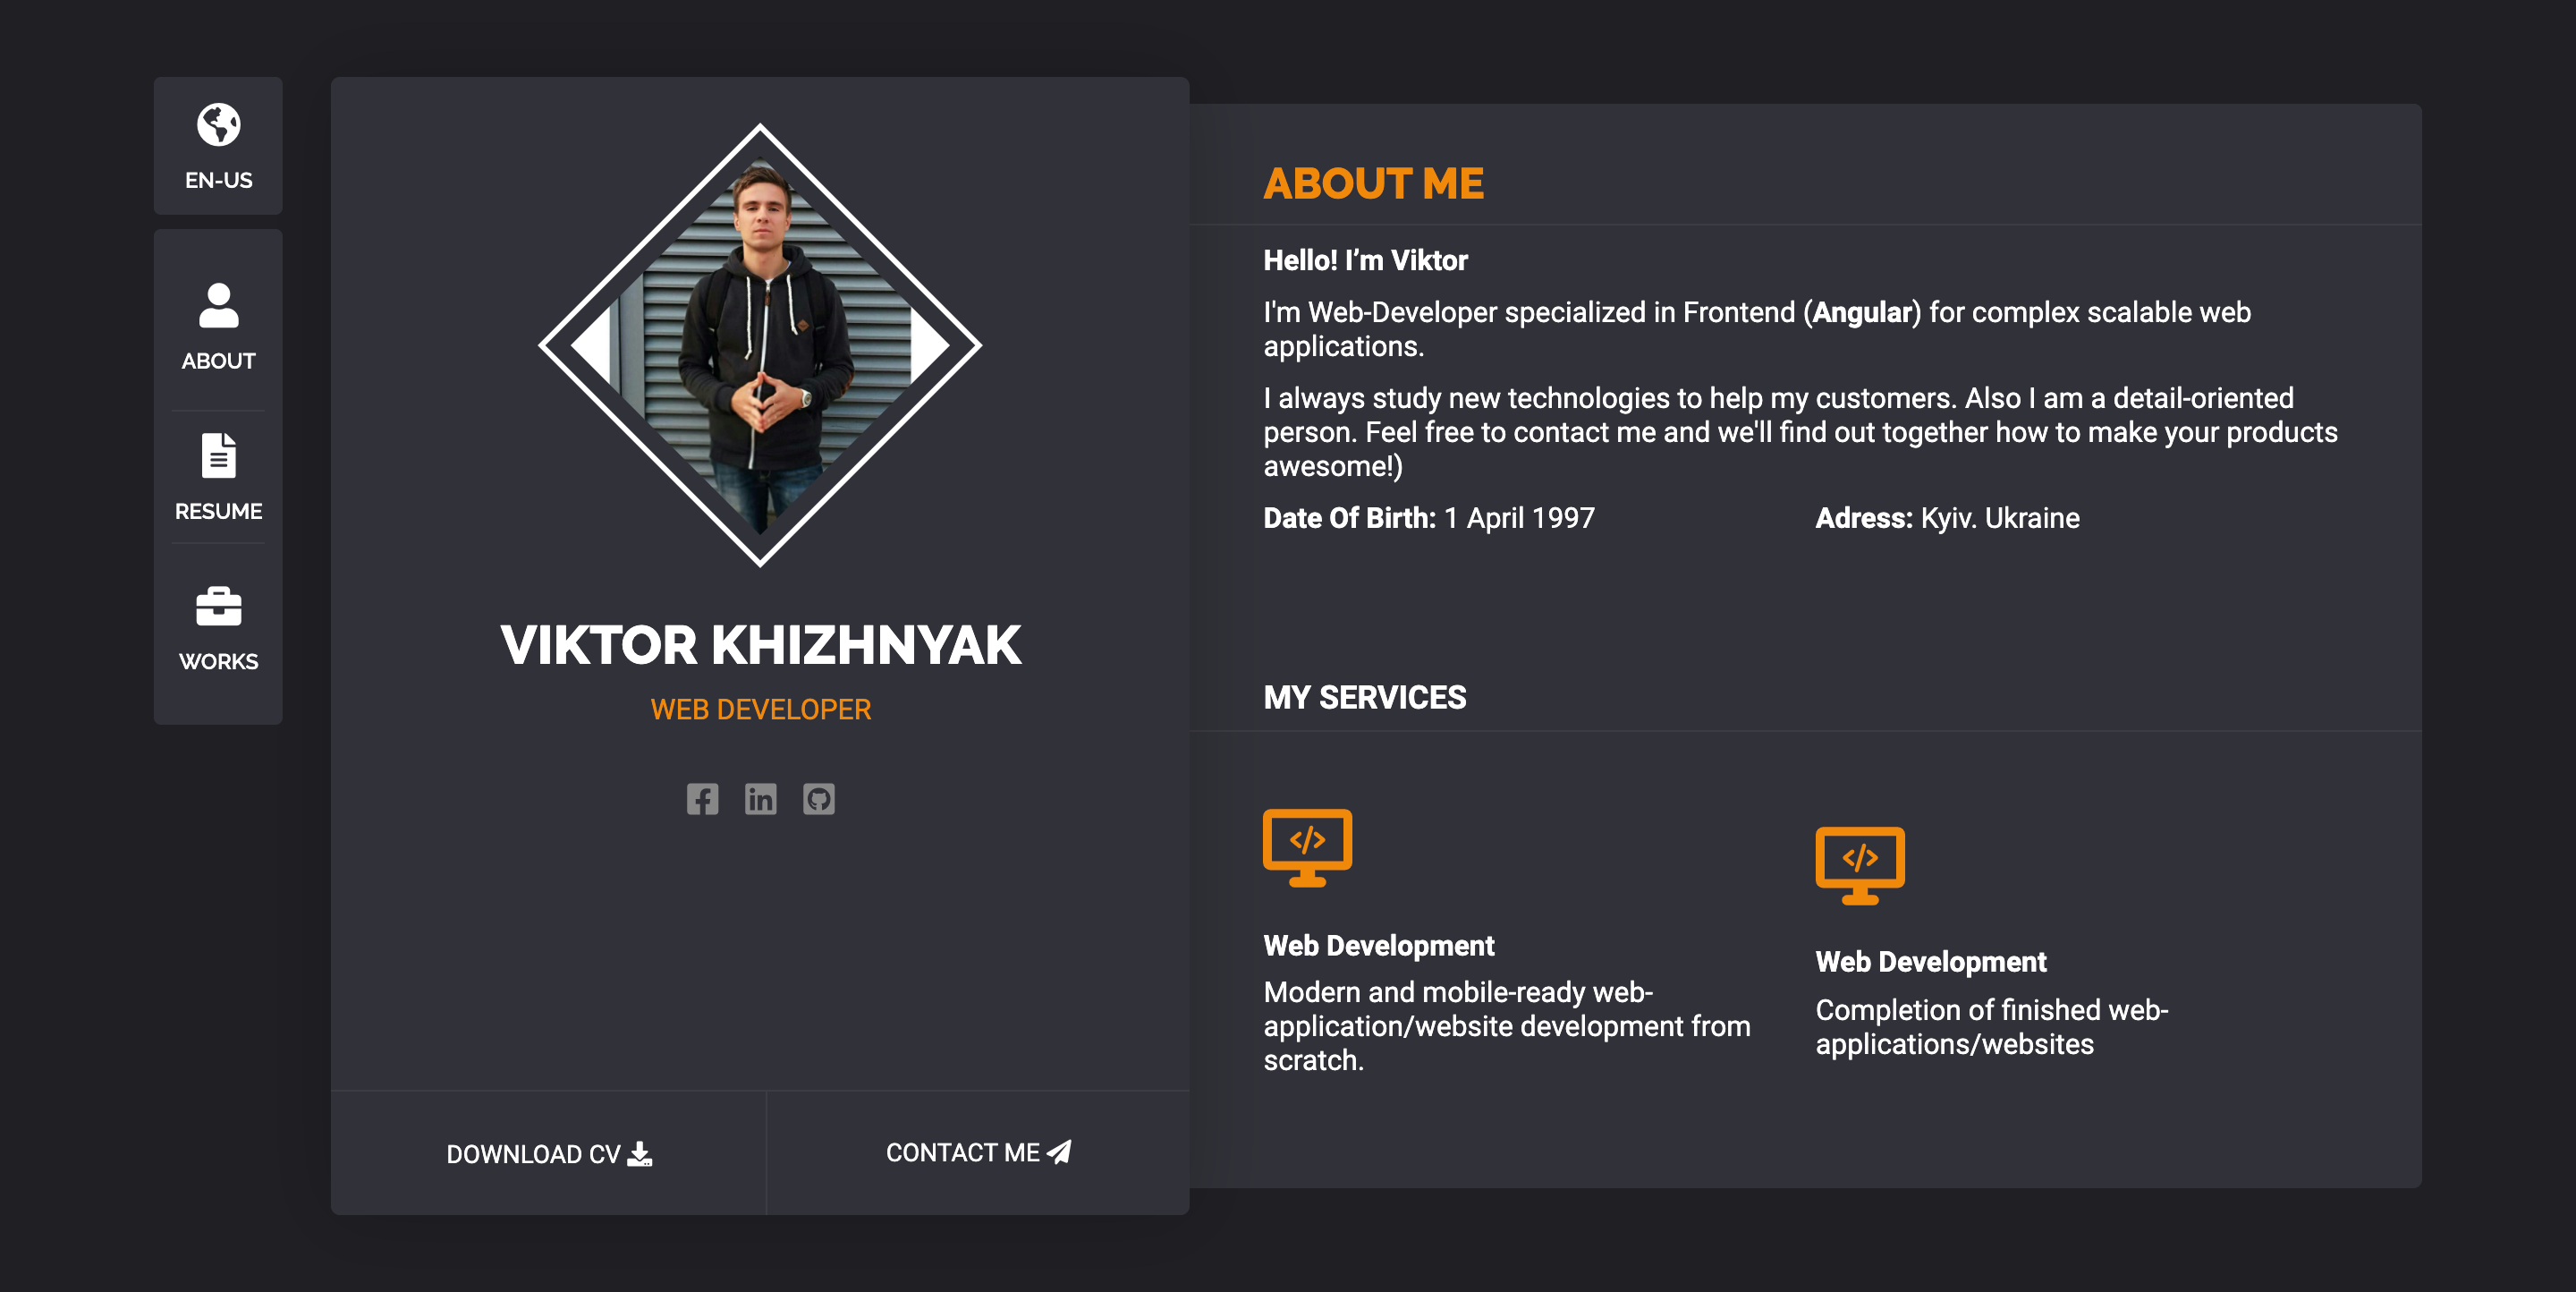 EN-US
ABOUT
RESUME
WORKS
VIKTOR KHIZHNYAK
WEB DEVELOPER
DOWNLOAD CV
CONTACT ME
ABOUT ME
Hello! I’m Viktor
I'm Web-Developer specialized in Frontend (Angular) for complex scalable web
applications.
I always study new technologies to help my customers. Also I am a detail-oriented
person. Feel free to contact me and we'll find out together how to make your products
awesome!)
Date Of Birth: 1 April 1997
Adress: Kyiv. Ukraine
MY SERVICES
</>
Web Development
Modern and mobile-ready web-
application/website development from
scratch.
</>
Web Development
Completion of finished web-
applications/websites